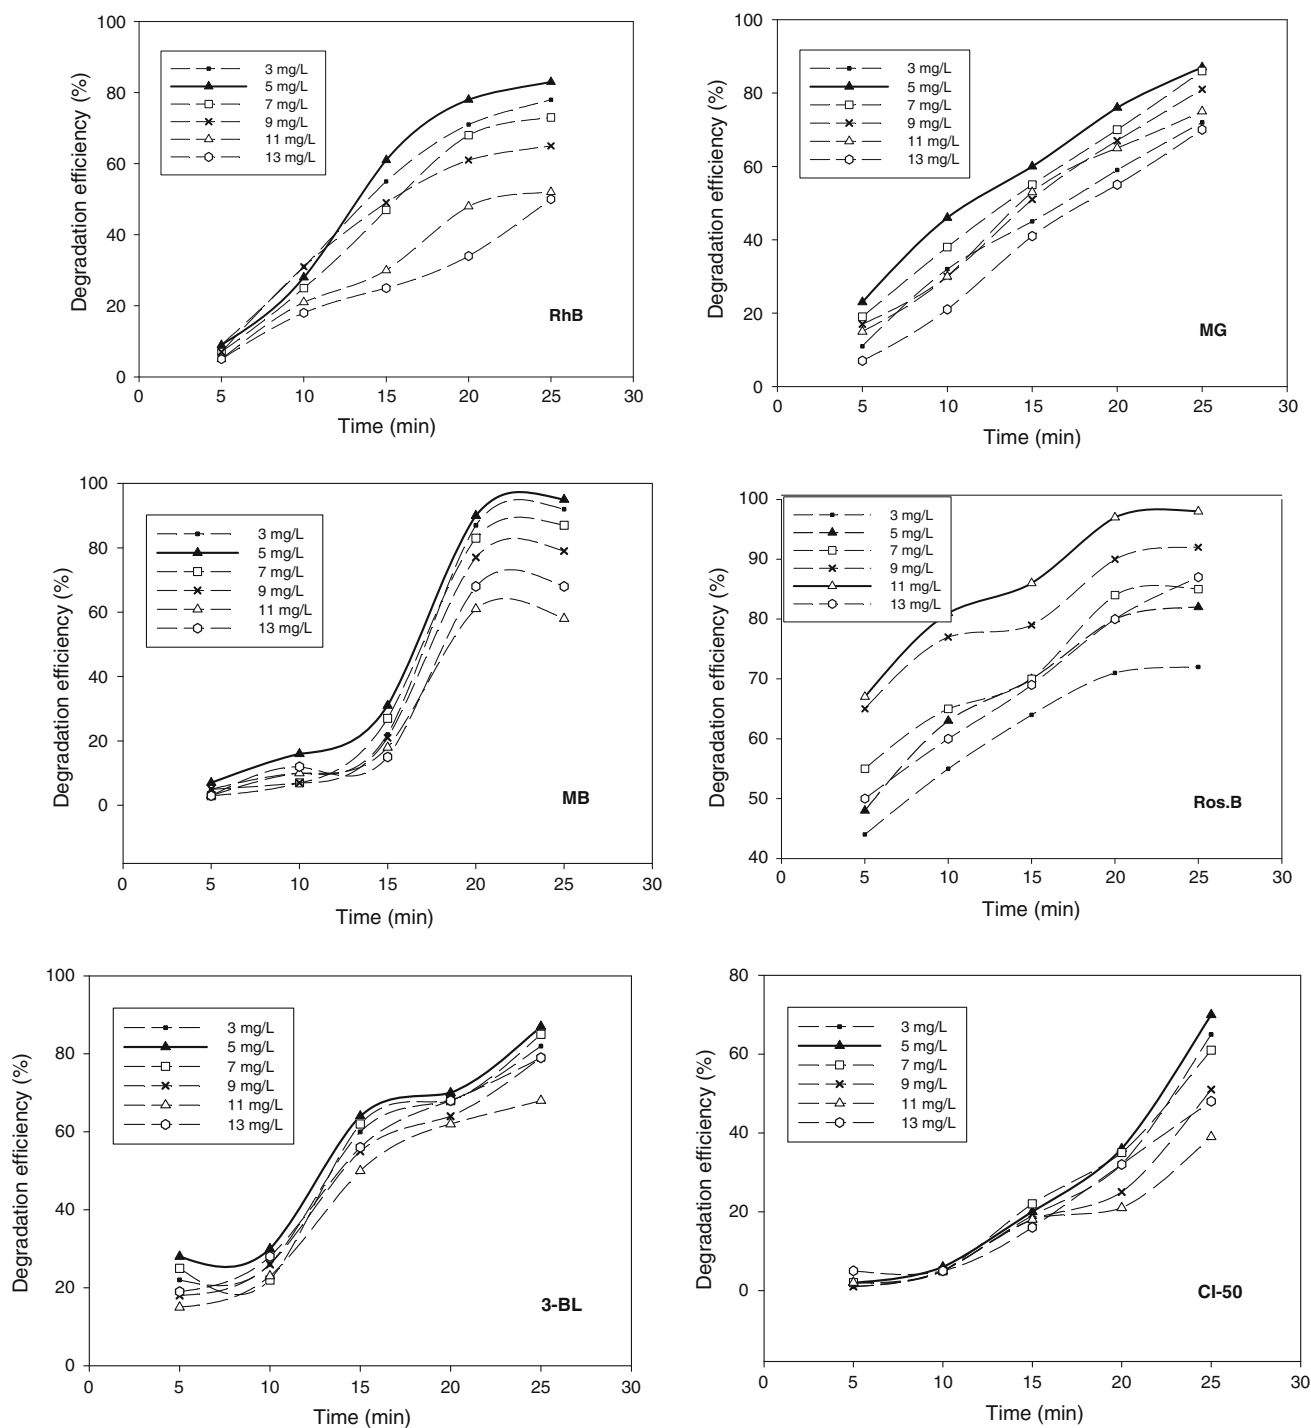 100
80
60
40
20
0
Degradation efficiency (%)
3 mg/L
5 mg/L
7 mg/L
9 mg/L
11 mg/L
13 mg/L
RhB
0 5 10 15 20 25 30
Time (min)
100
80
60
40
20
0
Degradation efficiency (%)
3 mg/L
5 mg/L
7 mg/L
9 mg/L
11 mg/L
13 mg/L
MG
0 5 10 15 20 25 30
Time (min)
100
80
60
40
20
0
Degradation efficiency (%)
3 mg/L
5 mg/L
7 mg/L
9 mg/L
11 mg/L
13 mg/L
MB
0 5 10 15 20 25 30
Time (min)
100
90
80
70
60
50
40
Degradation efficiency (%)
3 mg/L
5 mg/L
7 mg/L
9 mg/L
11 mg/L
13 mg/L
Ros.B
0 5 10 15 20 25 30
Time (min)
100
80
60
40
20
0
Degradation efficiency (%)
3 mg/L
5 mg/L
7 mg/L
9 mg/L
11 mg/L
13 mg/L
3-BL
0 5 10 15 20 25 30
Time (min)
80
60
40
20
0
Degradation efficiency (%)
3 mg/L
5 mg/L
7 mg/L
9 mg/L
11 mg/L
13 mg/L
CI-50
0 5 10 15 20 25 30
Time (min)